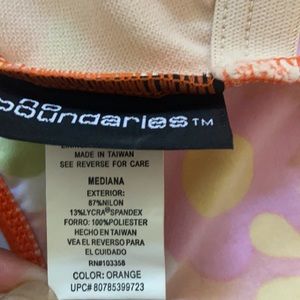 no
boundaries™
MADE IN TAIWAN
SEE REVERSE FOR CARE
MEDIANA
EXTERIOR:
87%NILON
13%LYCRA®SPANDEX
FORRO: 100%POLIESTER
HECHO EN TAIWAN
VEA EL REVERSO PARA
EL CUIDADO
RN#103358
COLOR: ORANGE
UPC# 80785399723